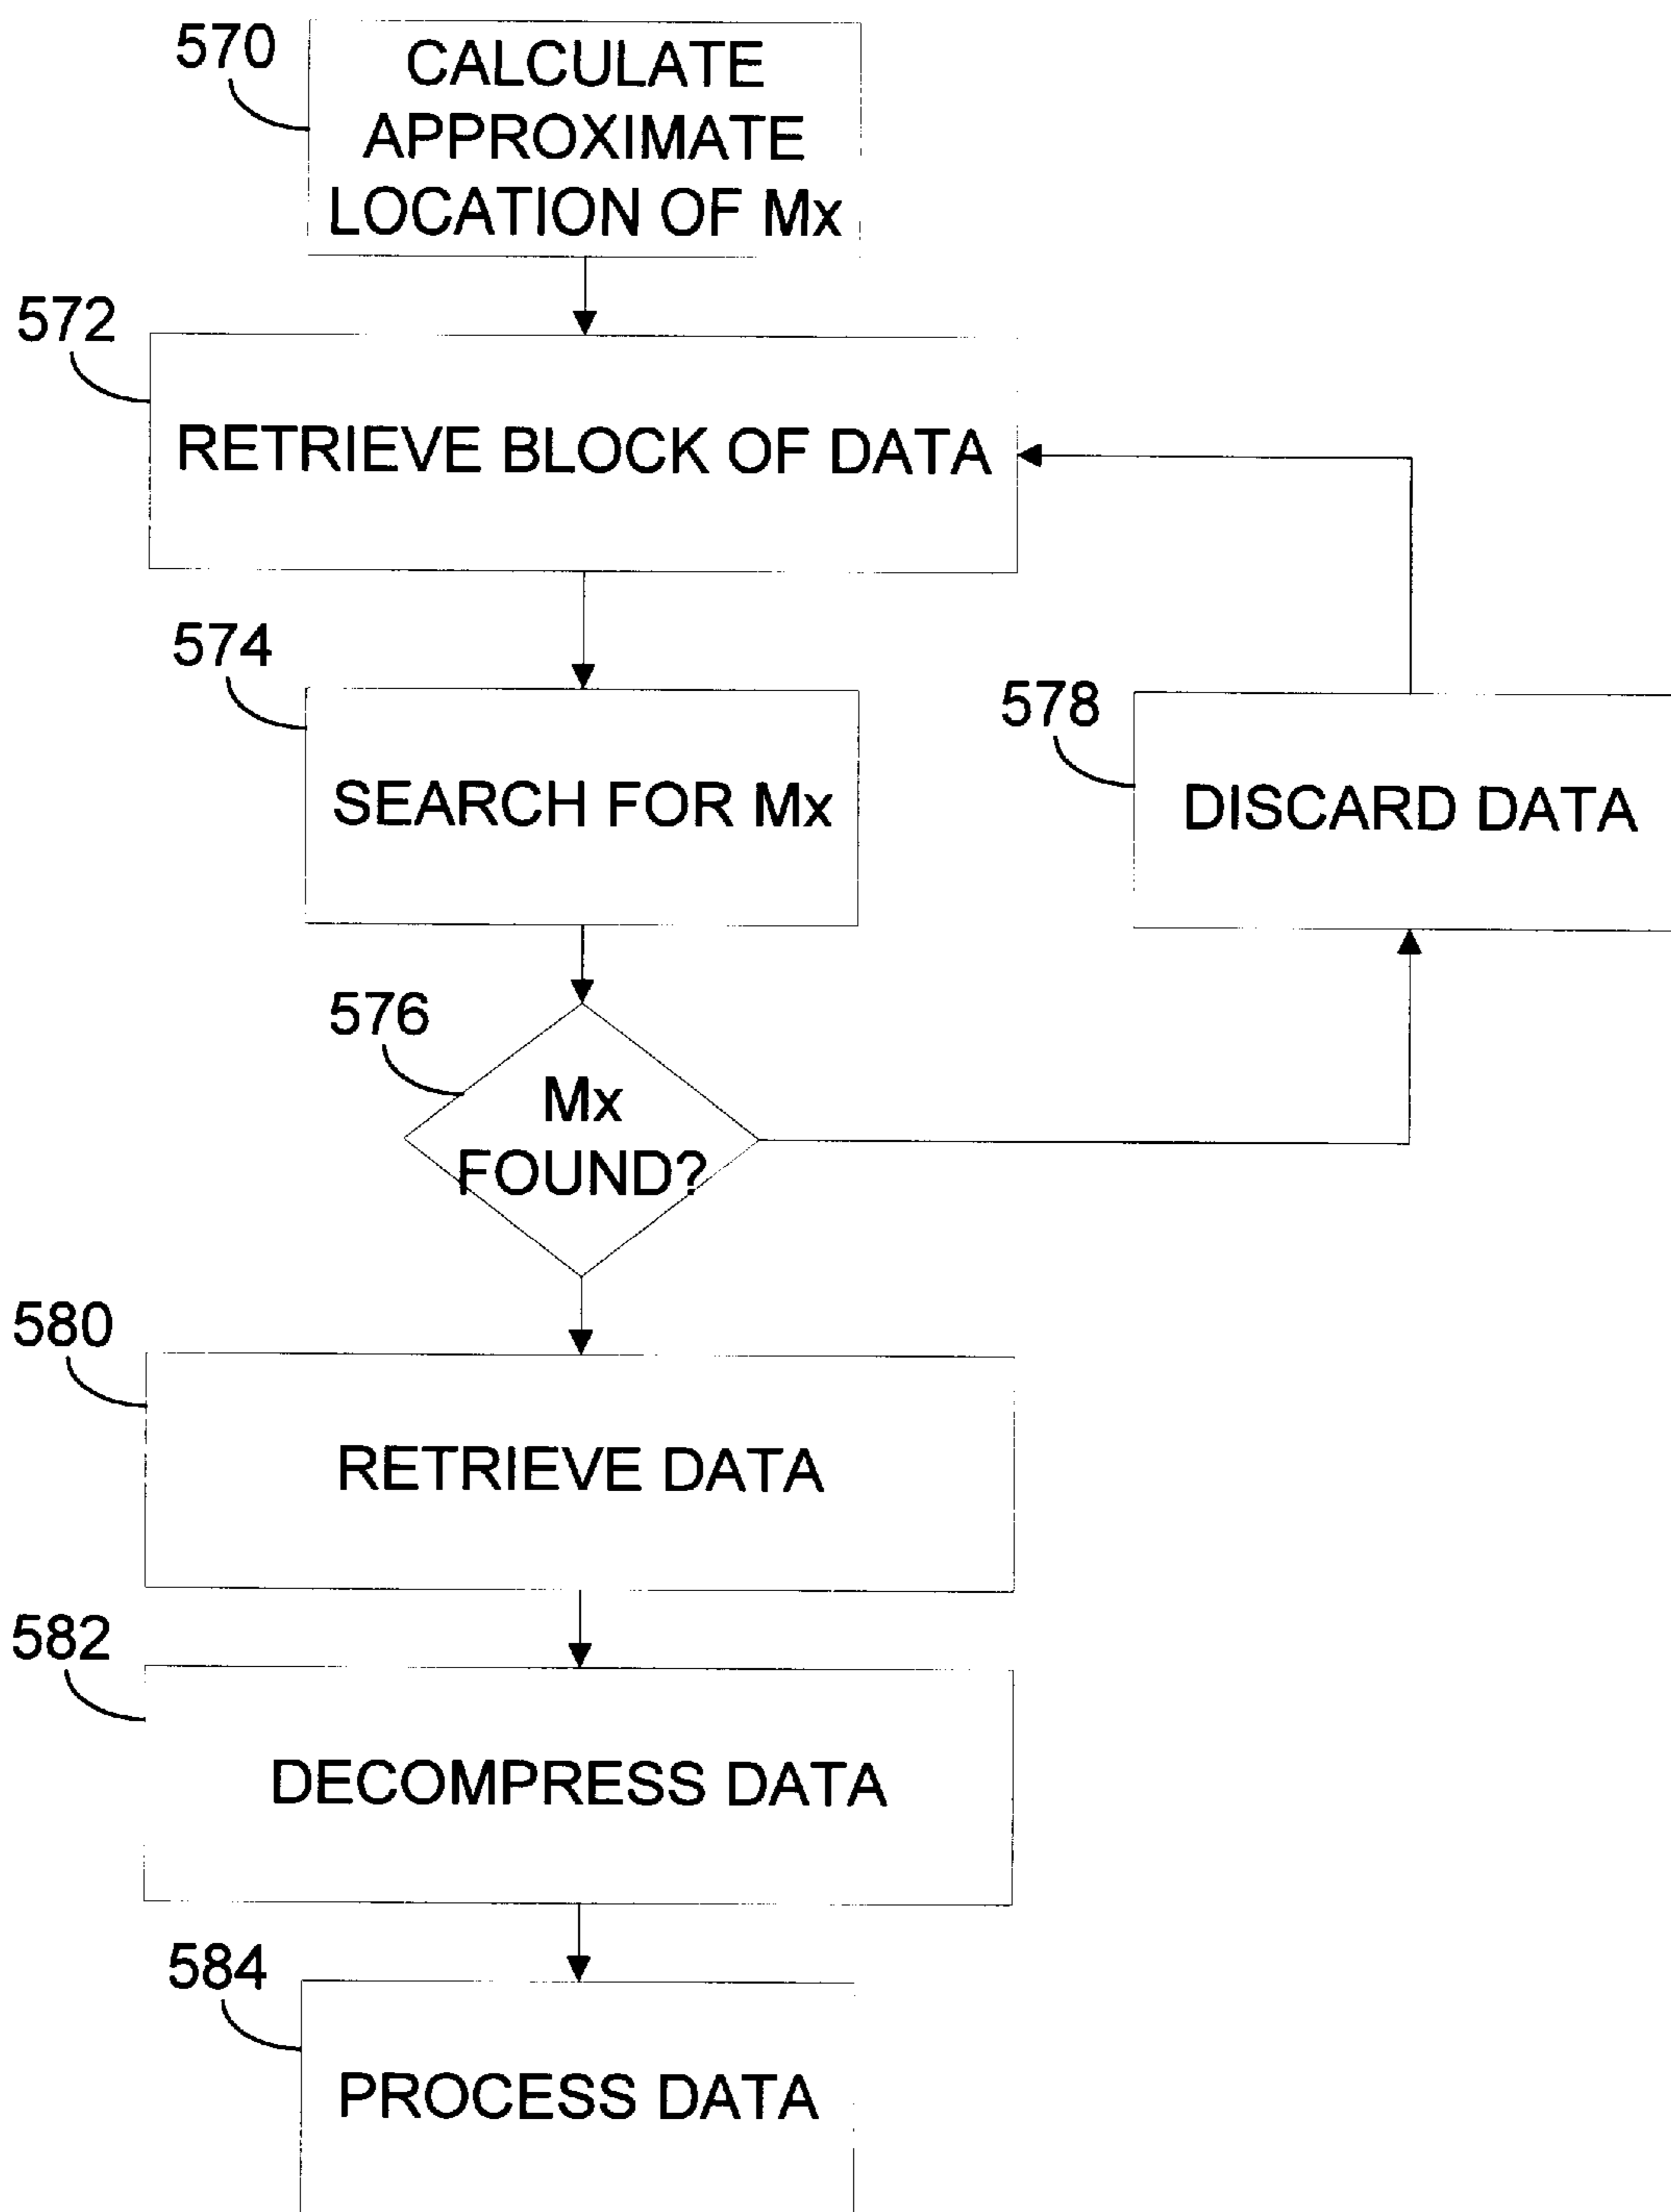 570
CALCULATE
APPROXIMATE
LOCATION OF Mx
572
RETRIEVE BLOCK OF DATA
574
SEARCH FOR Mx
578
DISCARD DATA
576
Mx
FOUND?
580
RETRIEVE DATA
582
DECOMPRESS DATA
584
PROCESS DATA